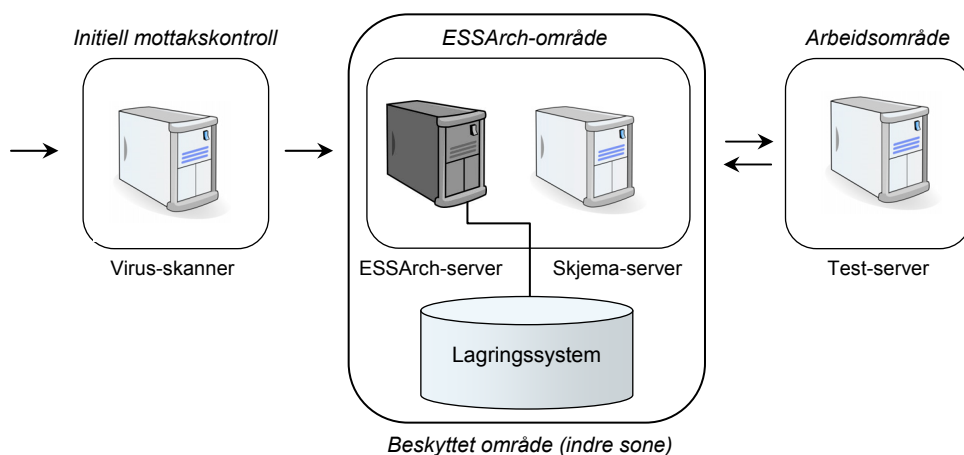 Initiell mottakskontroll
ESSArch-område
Arbeidsområde
Virus-skanner
ESSArch-server
Skjema-server
Test-server
Lagringssystem
Beskyttet område (indre sone)